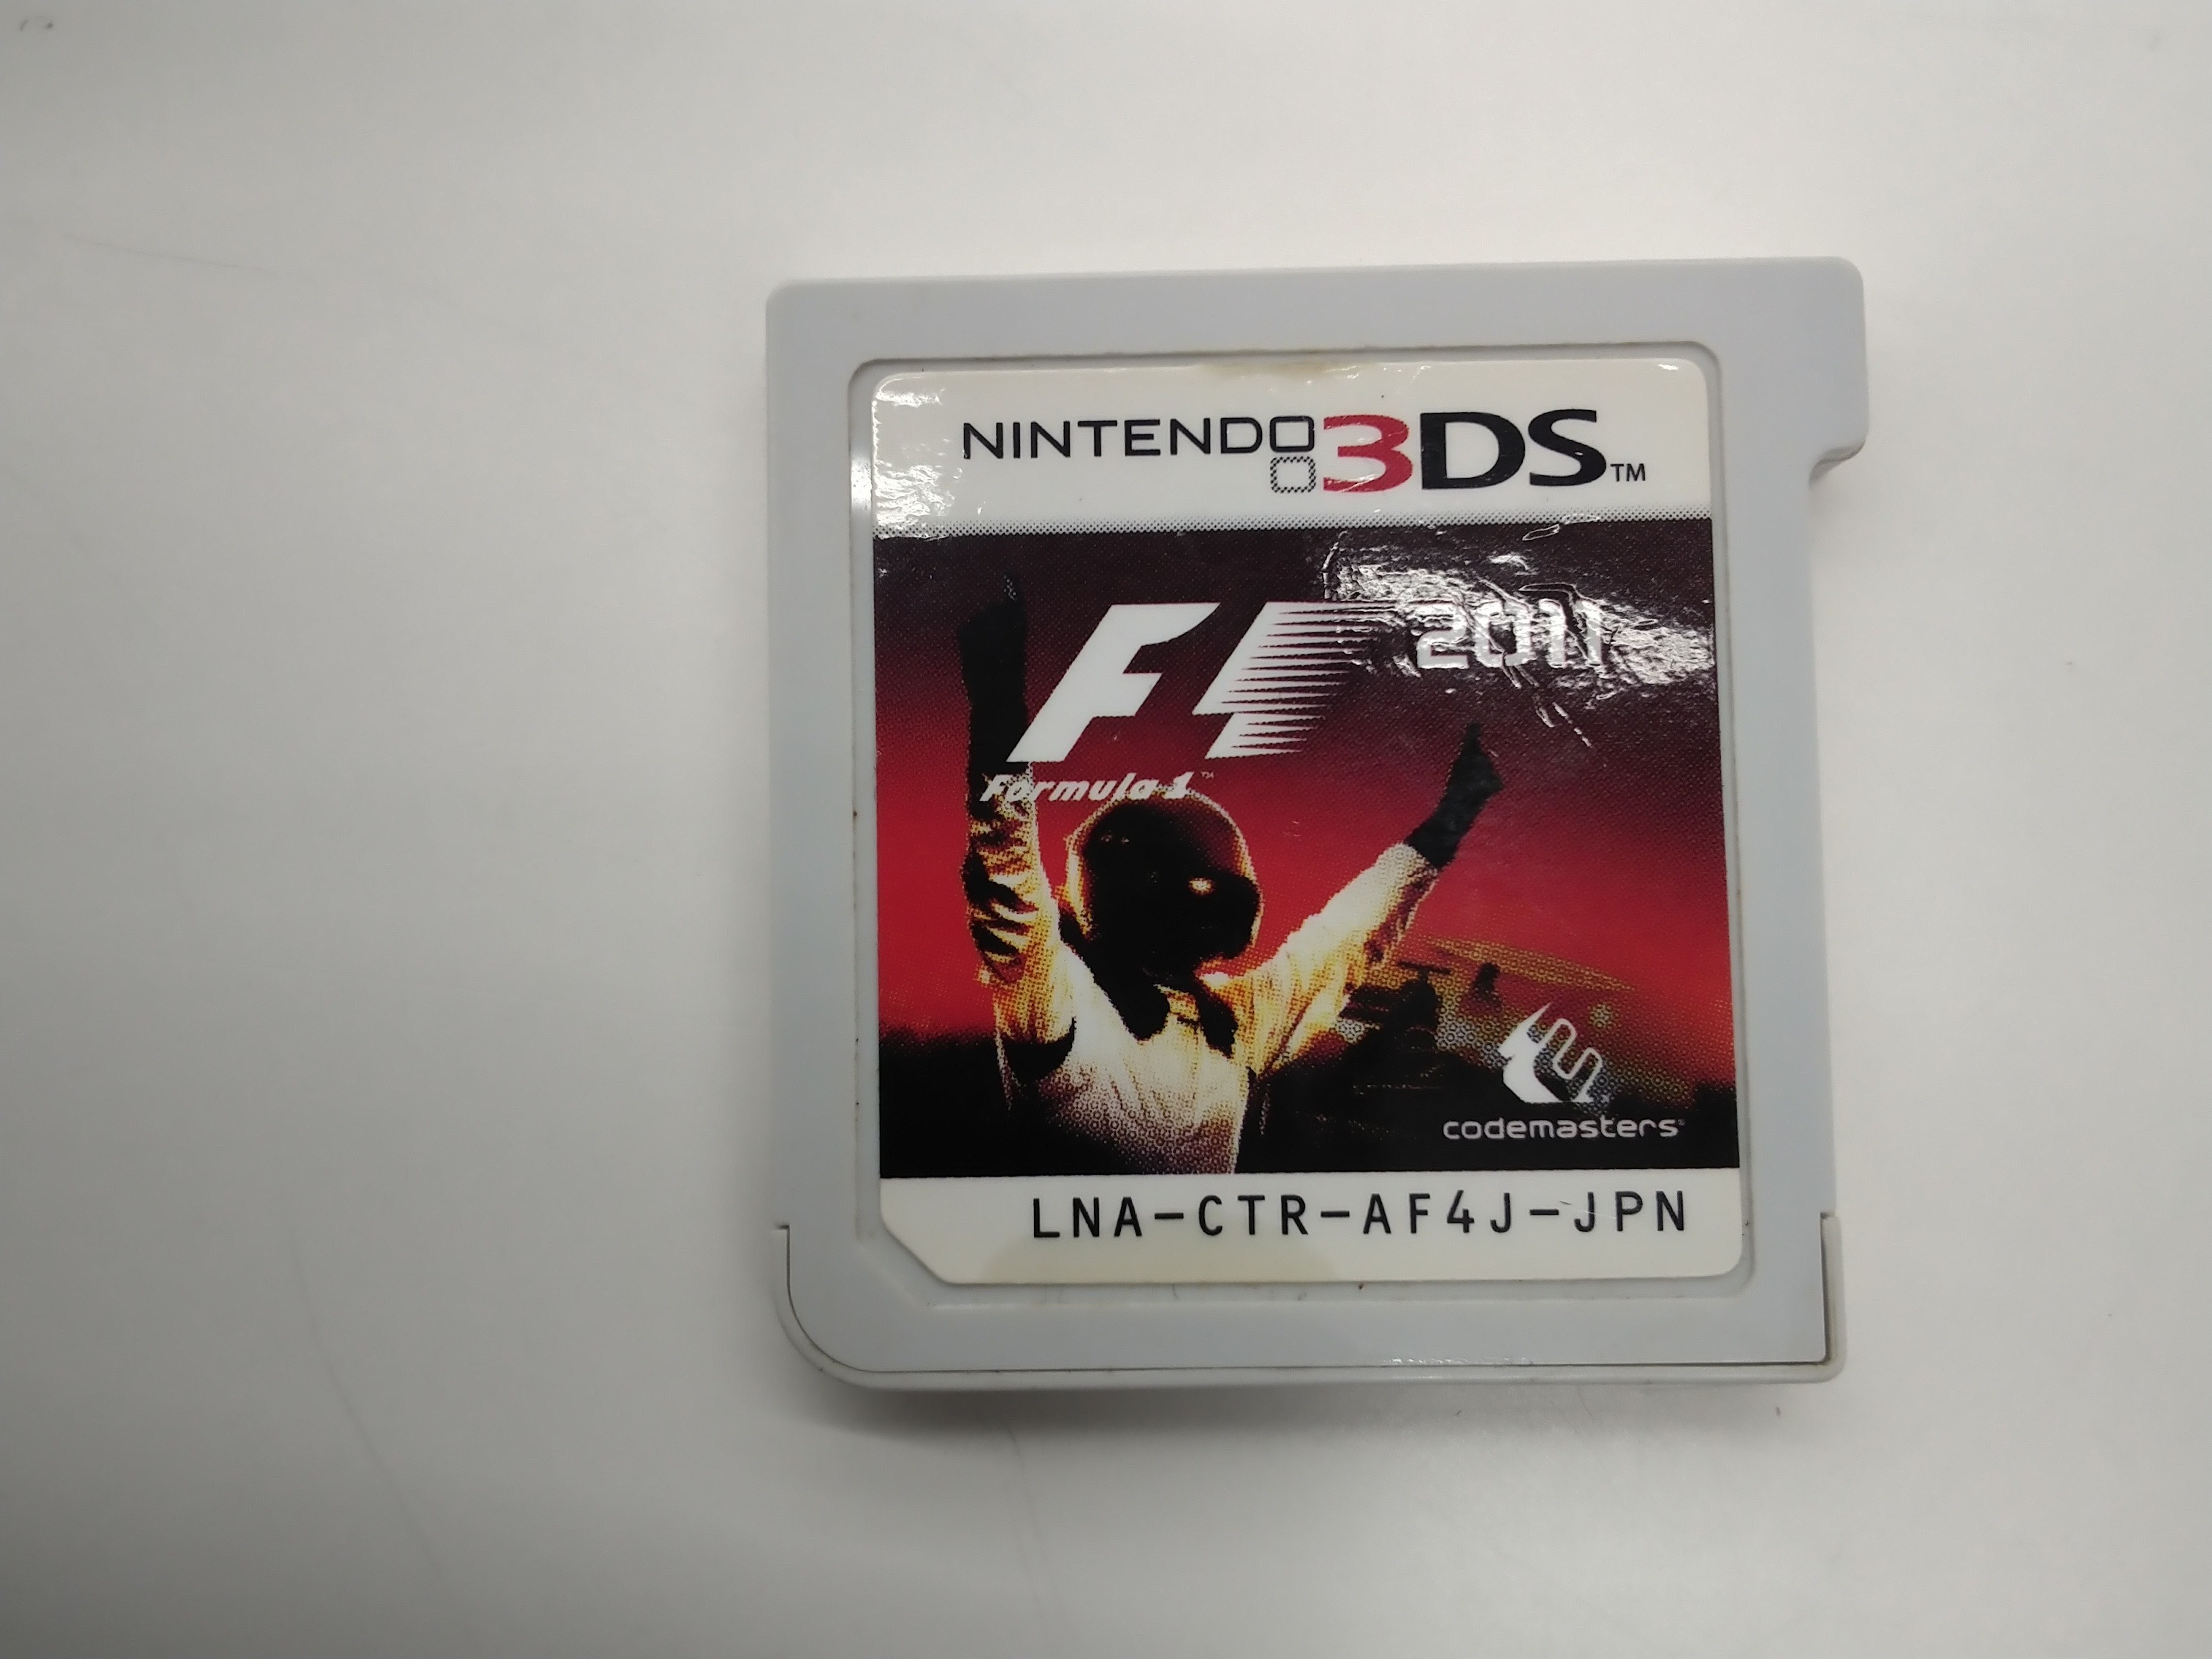 NINTENDO 3DS™
F1 2011
Formula 1™
codemasters®
LNA-CTR-AF4J-JPN